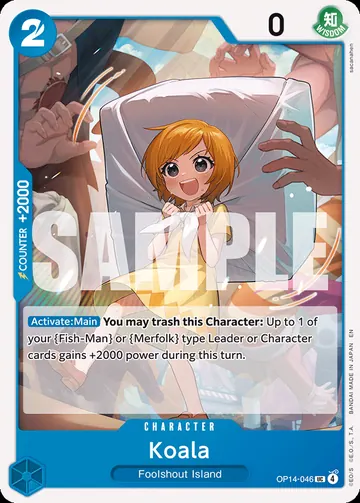 2
0
知
WISDOM
sacanahen
COUNTER +2000
SAMPLE
Activate:Main You may trash this Character: Up to 1 of
your {Fish-Man} or {Merfolk} type Leader or Character
cards gains +2000 power during this turn.
CHARACTER
Koala
Foolshout Island
OP14-046 UC 4
©E.O./S. ©E.O./S., T.A. BANDAI MADE IN JAPAN EN